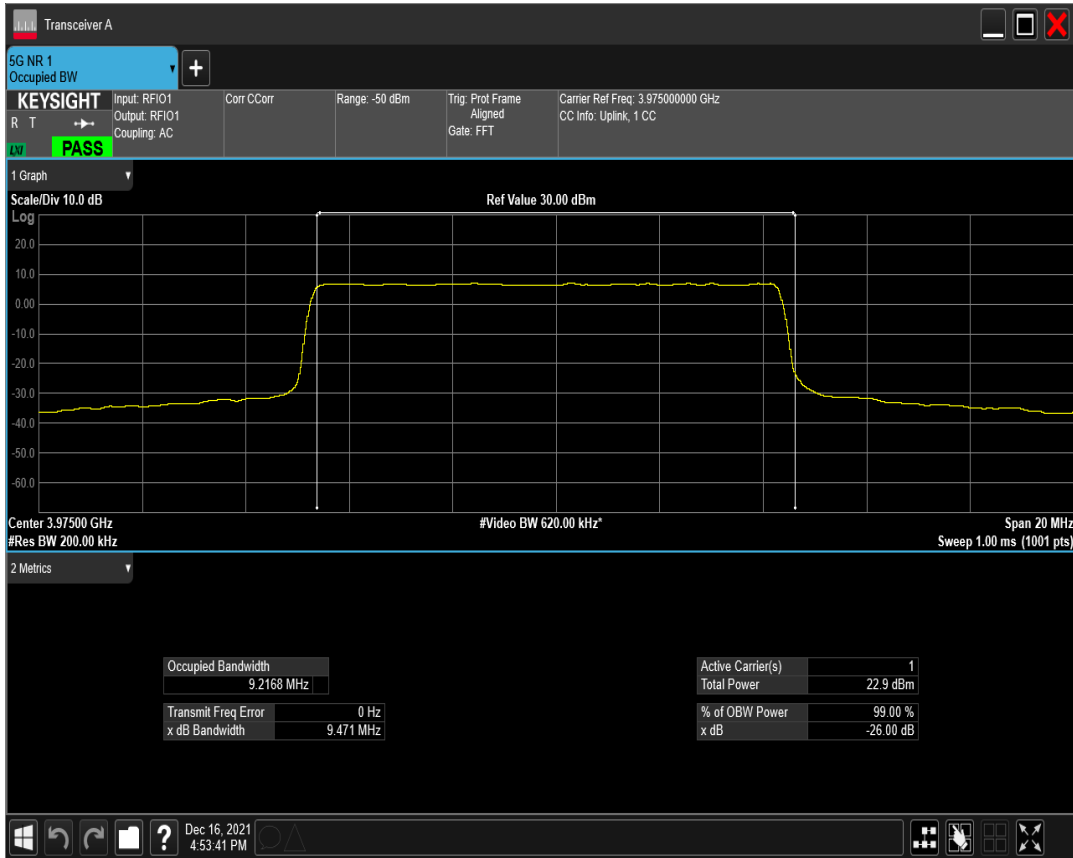 Transceiver A
5G NR 1
Occupied BW
KEYSIGHT
R T
LXI
PASS
Input: RFIO1
Output: RFIO1
Coupling: AC
Corr CCorr
Range: -50 dBm
Trig: Prot Frame
Aligned
Gate: FFT
Carrier Ref Freq: 3.975000000 GHz
CC Info: Uplink, 1 CC
1 Graph
Scale/Div 10.0 dB
Ref Value 30.00 dBm
Log
20.0
10.0
0.00
-10.0
-20.0
-30.0
-40.0
-50.0
-60.0
Center 3.97500 GHz
#Video BW 620.00 kHz*
Span 20 MHz
#Res BW 200.00 kHz
Sweep 1.00 ms (1001 pts)
2 Metrics
Occupied Bandwidth
9.2168 MHz
Transmit Freq Error 0 Hz
x dB Bandwidth 9.471 MHz
Active Carrier(s) 1
Total Power 22.9 dBm
% of OBW Power 99.00 %
x dB -26.00 dB
?
Dec 16, 2021
4:53:41 PM